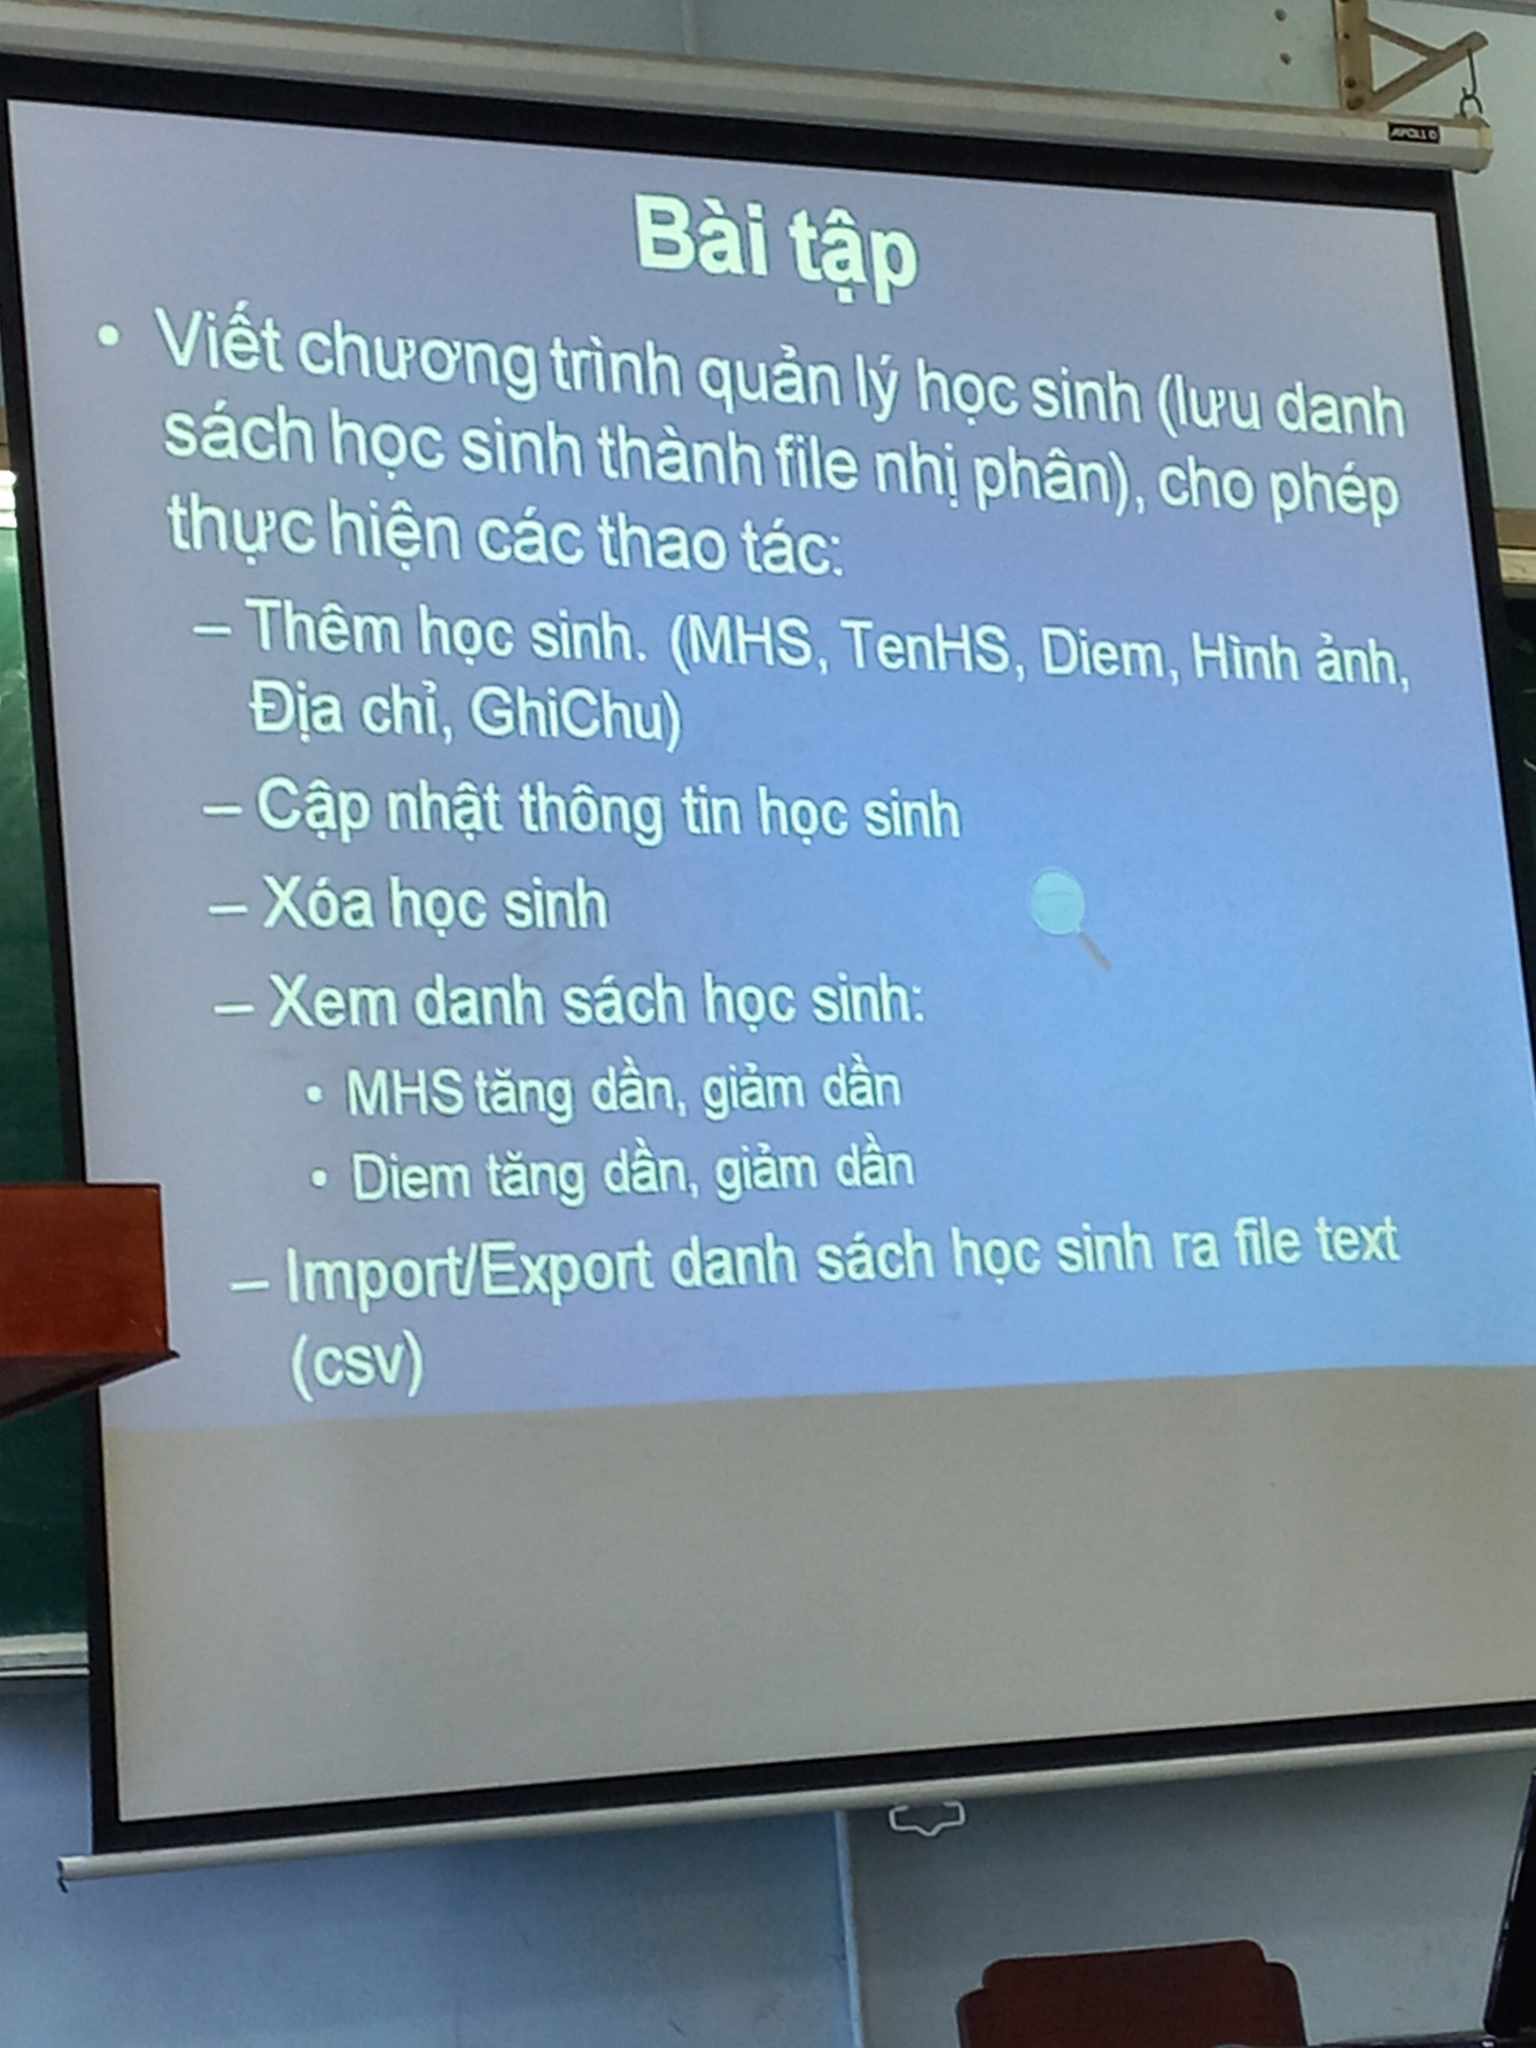 APOLLO
Bài tập
• Viết chương trình quản lý học sinh (lưu danh
sách học sinh thành file nhị phân), cho phép
thực hiện các thao tác:
– Thêm học sinh. (MHS, TenHS, Diem, Hình ảnh,
Địa chỉ, GhiChu)
– Cập nhật thông tin học sinh
– Xóa học sinh
– Xem danh sách học sinh:
• MHS tăng dần, giảm dần
• Diem tăng dần, giảm dần
– Import/Export danh sách học sinh ra file text
(csv)